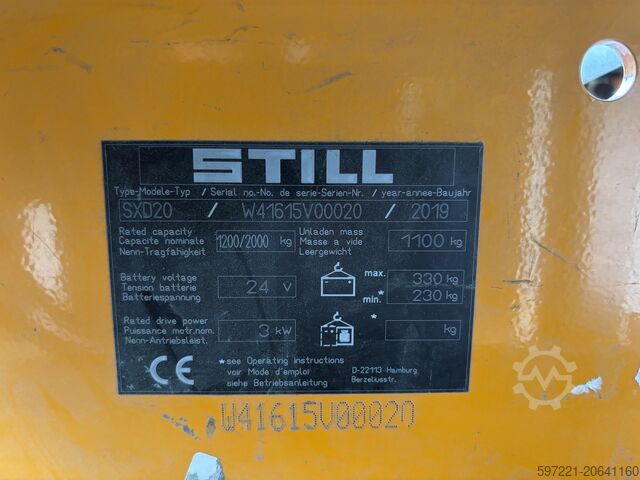 STILL
Type-Modele-Typ / Serial no.-No. de serie-Serien-Nr. / year-annee-Baujahr
SXD20 / W41615V00020 / 2019
Rated capacity
Capacite nominale
Nenn-Tragfähigkeit
1200/2000 kg
Unladen mass
Masse a vide
Leergewicht
1100 kg
Battery voltage
Tension batterie
Batteriespannung
24 V
max. 330 kg
* min. 230 kg
Rated drive power
Puissance motr.nom.
Nenn-Antriebsleist.
3 kW
* kg
CE
*see Operating instructions
voir Mode d'emploi
siehe Betriebsanleitung
D-22113 Hamburg
Berzeliusstr.
W41615V00020
597221-20641160